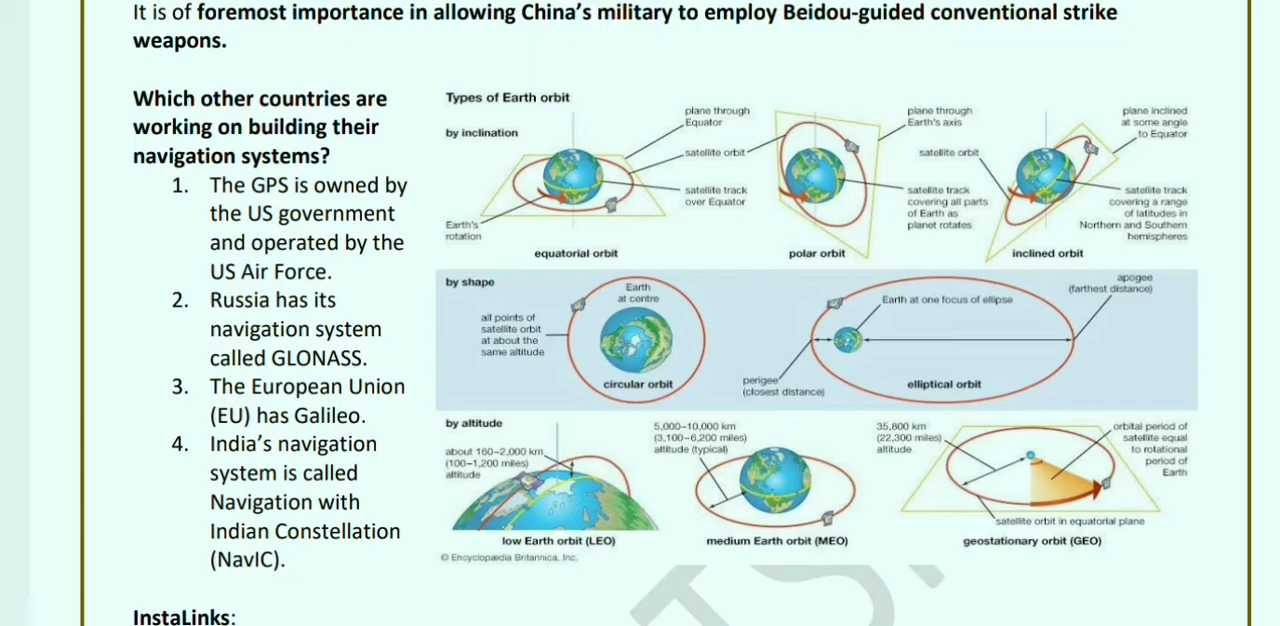 It is of foremost importance in allowing China's military to employ Beidou-guided conventional strike
weapons.
Which other countries are
working on building their
navigation systems?
1. The GPS is owned by
the US government
and operated by the
US Air Force.
2. Russia has its
navigation system
called GLONASS.
3. The European Union
(EU) has Galileo.
4. India's navigation
system is called
Navigation with
Indian Constellation
(NavIC).
Types of Earth orbit
by inclination
plane through
Equator
satellite orbit
satellite track
over Equator
Earth's
rotation
equatorial orbit
plane through
Earth's axis
satellite orbit
satellite track
covering all parts
of Earth as
planet rotates
polar orbit
plane inclined
at some angle
to Equator
satellite track
covering a range
of latitudes in
Northern and Southern
hemispheres
inclined orbit
by shape
Earth
at centre
all points of
satellite orbit
at about the
same altitude
circular orbit
Earth at one focus of ellipse
apogee
(farthest distance)
perigee
(closest distance)
elliptical orbit
by altitude
about 160–2,000 km
(100–1,200 miles)
altitude
low Earth orbit (LEO)
5,000–10,000 km
(3,100–6,200 miles)
altitude (typical)
medium Earth orbit (MEO)
35,800 km
(22,300 miles)
altitude
orbital period of
satellite equal
to rotational
period of
Earth
satellite orbit in equatorial plane
geostationary orbit (GEO)
© Encyclopædia Britannica, Inc.
InstaLinks: